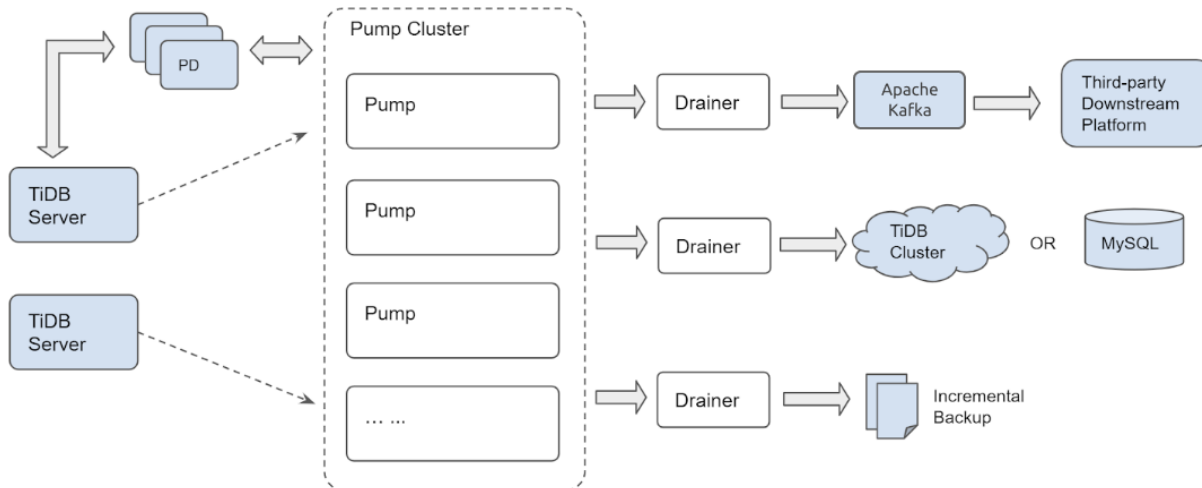 PD
Pump Cluster
Pump
Drainer
Apache
Kafka
Third-party
Downstream
Platform
TiDB
Server
Pump
Drainer
TiDB
Cluster
OR
MySQL
TiDB
Server
Pump
... ...
Drainer
Incremental
Backup